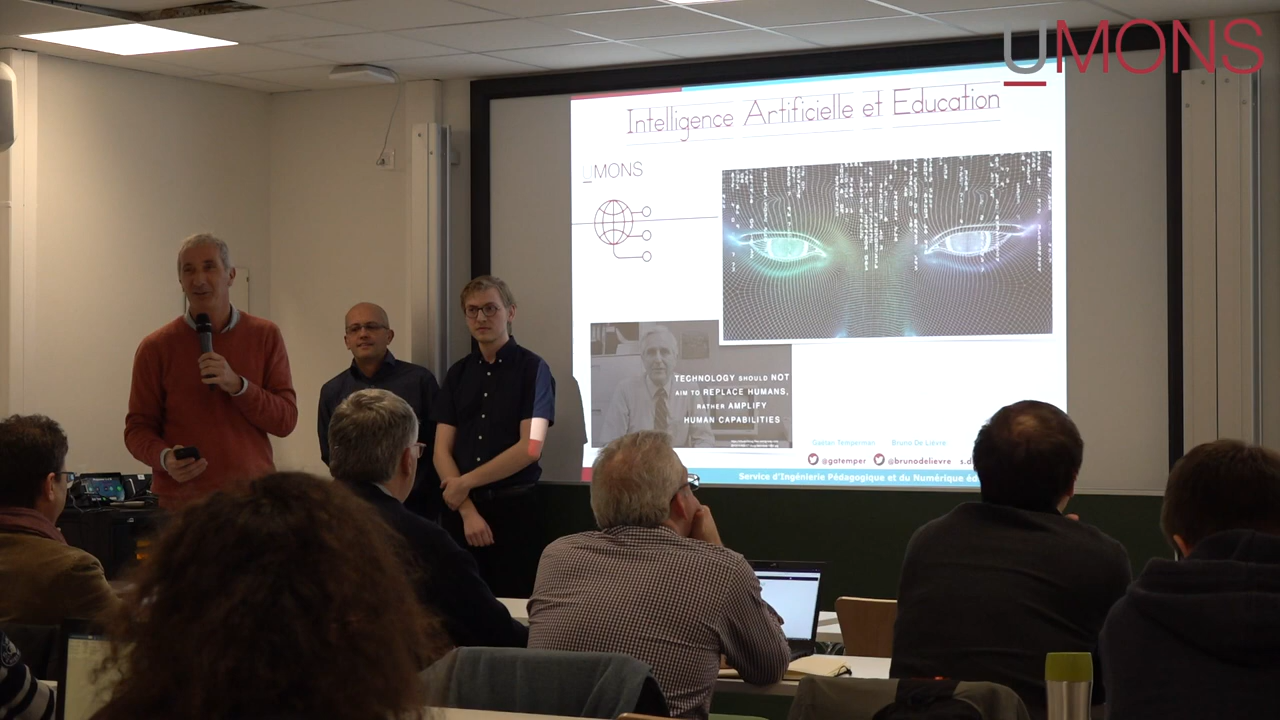 UMONS
Intelligence Artificielle et Education
UMONS
TECHNOLOGY SHOULD NOT
AIM TO REPLACE HUMANS,
RATHER AMPLIFY
HUMAN CAPABILITIES
Gaëtan Temperman Bruno De Lièvre
@gatemper @brunodelievre s.d
Service d'Ingénierie Pédagogique et du Numérique éd